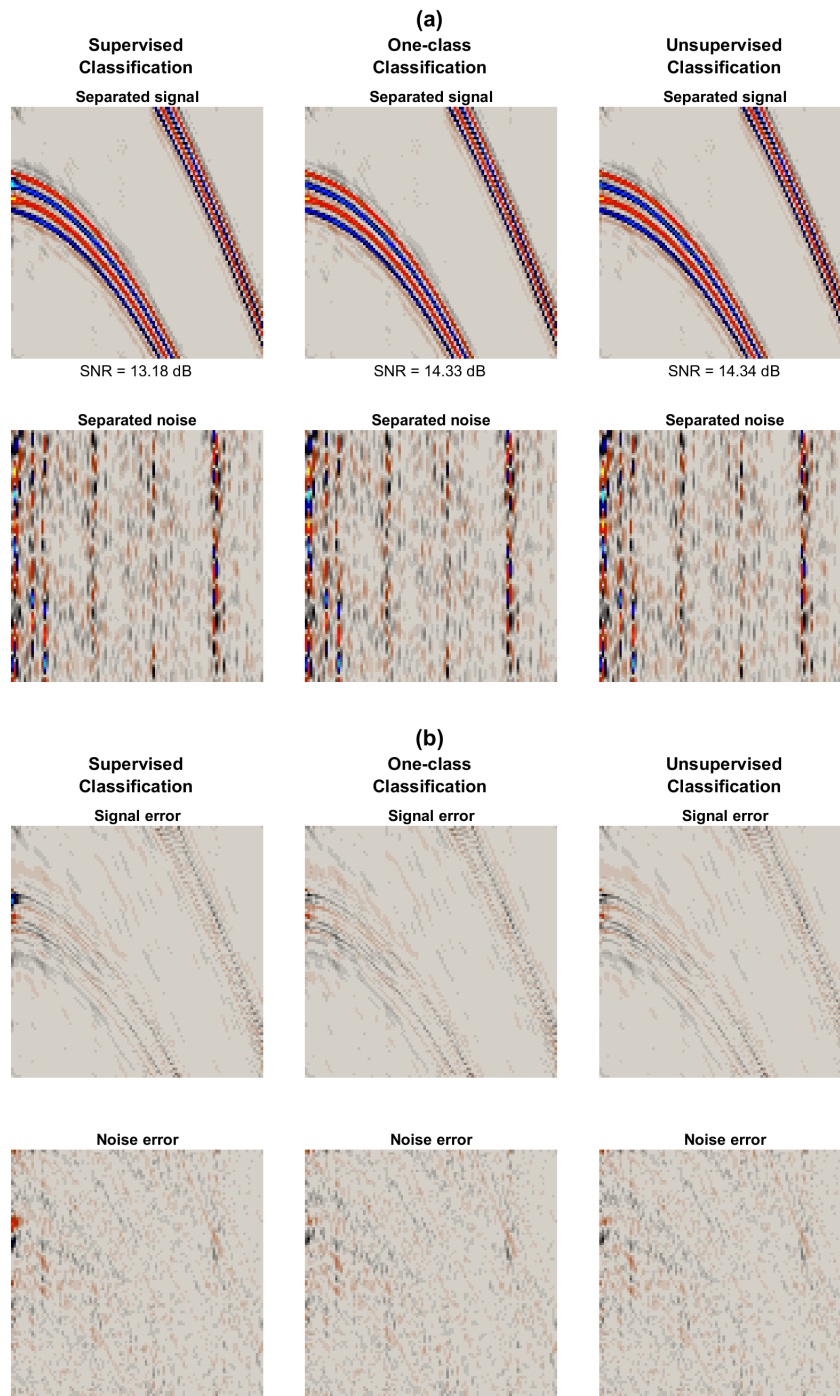 (a)
Supervised
Classification
One-class
Classification
Unsupervised
Classification
Separated signal
Separated signal
Separated signal
SNR = 13.18 dB
SNR = 14.33 dB
SNR = 14.34 dB
Separated noise
Separated noise
Separated noise
(b)
Supervised
Classification
One-class
Classification
Unsupervised
Classification
Signal error
Signal error
Signal error
Noise error
Noise error
Noise error